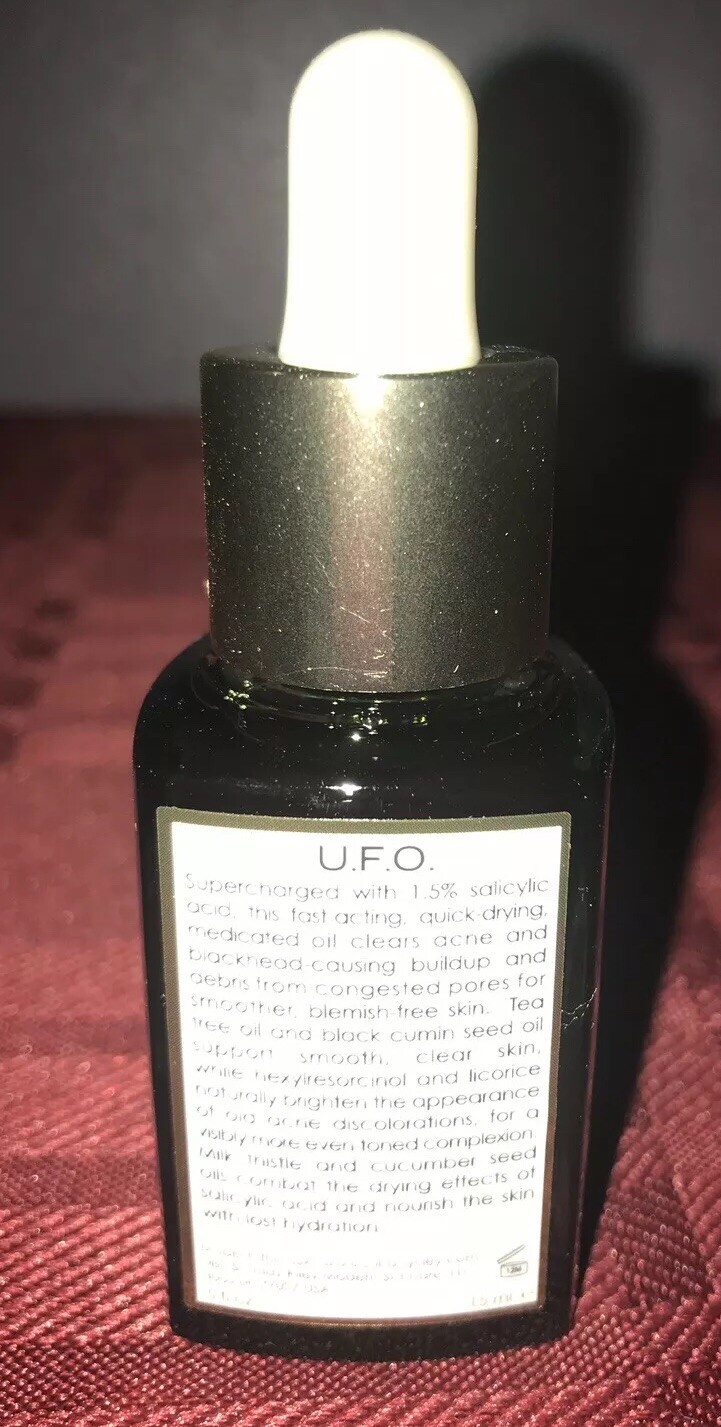 U.F.O.
Supercharged with 1.5% salicylic
acid, this fast-acting, quick-drying,
medicated oil clears acne and
blackhead-causing buildup and
debris from congested pores for
smoother, blemish-free skin. Tea
tree oil and black cumin seed oil
support smooth, clear skin,
while hexylresorcinol and licorice
naturally brighten the appearance
of old acne discolorations, for a
visibly more even toned complexion.
Milk thistle and cucumber seed
oils combat the drying effects of
salicylic acid and nourish the skin
with lost hydration.
12M
15 ml e